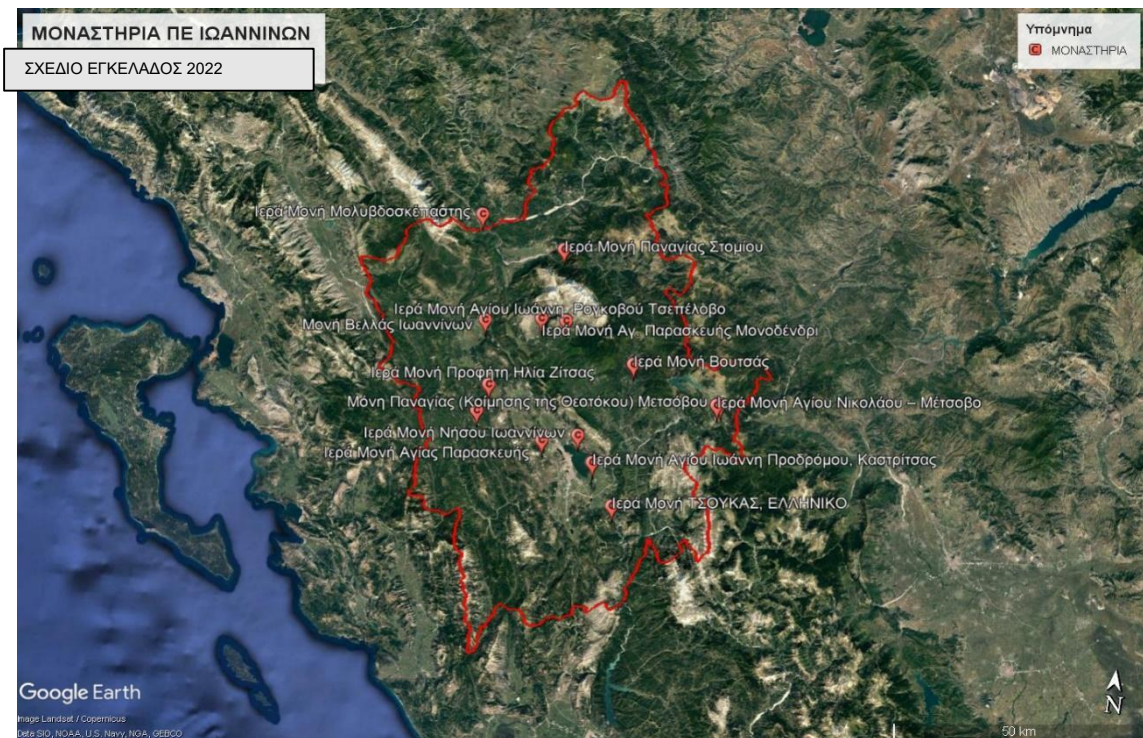 ΜΟΝΑΣΤΗΡΙΑ ΠΕ ΙΩΑΝΝΙΝΩΝ
ΣΧΕΔΙΟ ΕΓΚΕΛΑΔΟΣ 2022
Υπόμνημα
ΜΟΝΑΣΤΗΡΙΑ
Ιερά Μονή Μολυβδοσκέπαστης
Ιερά Μονή Παναγίας Στομίου
Ιερά Μονή Αγίου Ιωάννη, Ρογκοβού Τσεπέλοβο
Μονή Βελλάς Ιωαννίνων
Ιερά Μονή Αγ. Παρασκευής Μονοδένδρι
Ιερά Μονή Βουτσάς
Ιερά Μονή Προφήτη Ηλία Ζίτσας
Μόνη Παναγίας (Κοίμησης της Θεοτόκου) Μετσόβου
Ιερά Μονή Αγίου Νικολάου – Μέτσοβο
Ιερά Μονή Νήσου Ιωαννίνων
Ιερά Μονή Αγίας Παρασκευής
Ιερά Μονή Αγίου Ιωάννη Προδρόμου, Καστρίτσας
Ιερά Μονή ΤΣΟΥΚΑΣ, ΕΛΛΗΝΙΚΟ
Google Earth
Image Landsat / Copernicus
Data SIO, NOAA, U.S. Navy, NGA, GEBCO
N
50 km